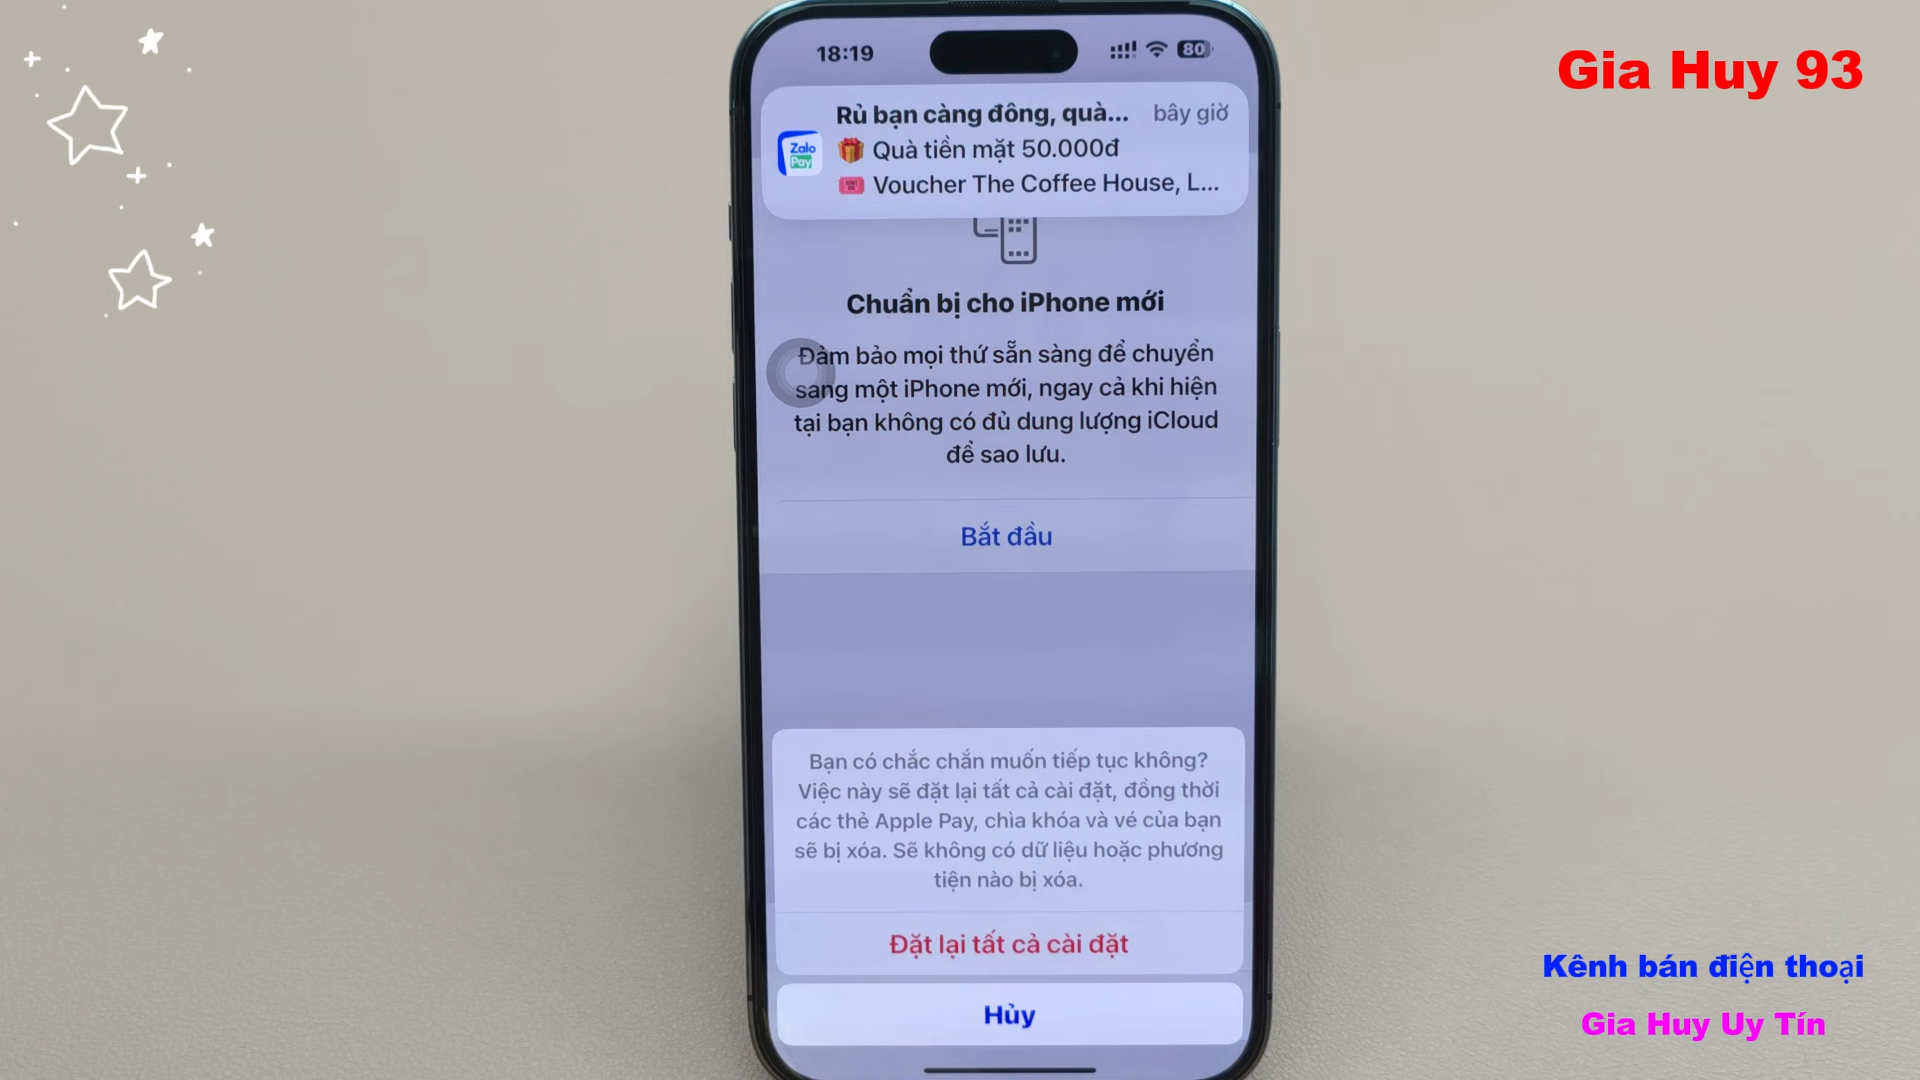 18:19
80
Gia Huy 93
Rủ bạn càng đông, quà... bây giờ
Zalo
Pay
🎁 Quà tiền mặt 50.000đ
Voucher The Coffee House, L...
Chuẩn bị cho iPhone mới
Đảm bảo mọi thứ sẵn sàng để chuyển
sang một iPhone mới, ngay cả khi hiện
tại bạn không có đủ dung lượng iCloud
để sao lưu.
Bắt đầu
Bạn có chắc chắn muốn tiếp tục không?
Việc này sẽ đặt lại tất cả cài đặt, đồng thời
các thẻ Apple Pay, chìa khóa và vé của bạn
sẽ bị xóa. Sẽ không có dữ liệu hoặc phương
tiện nào bị xóa.
Đặt lại tất cả cài đặt
Hủy
Kênh bán điện thoại
Gia Huy Uy Tín